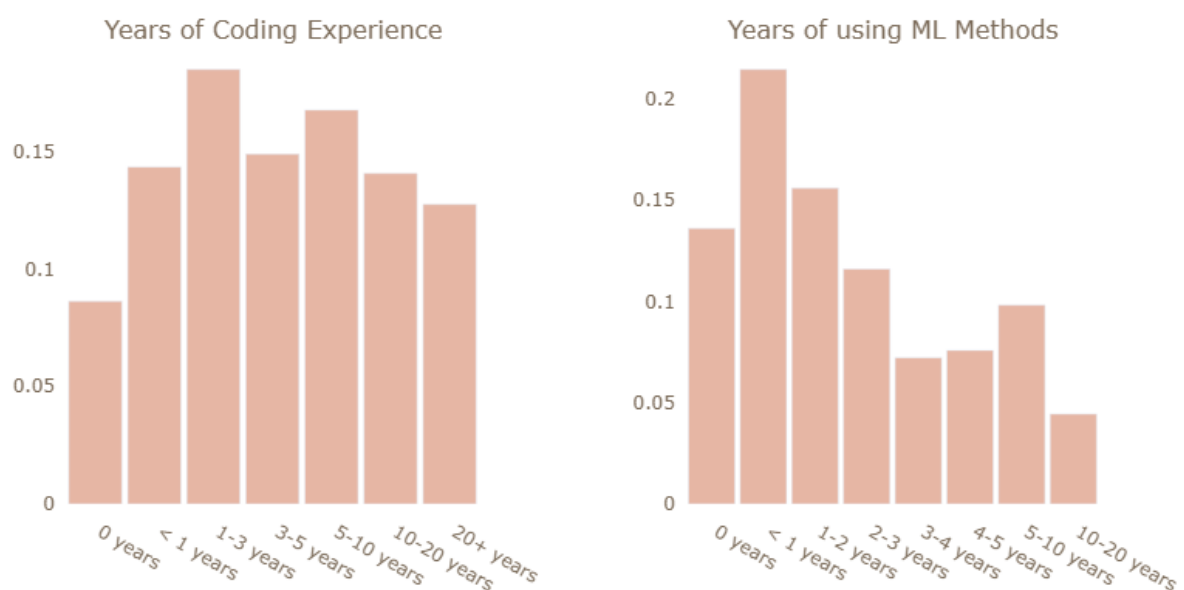 Years of Coding Experience
0.15
0.1
0.05
0
0 years
< 1 years
1-3 years
3-5 years
5-10 years
10-20 years
20+ years
Years of using ML Methods
0.2
0.15
0.1
0.05
0
0 years
< 1 years
1-2 years
2-3 years
3-4 years
4-5 years
5-10 years
10-20 years